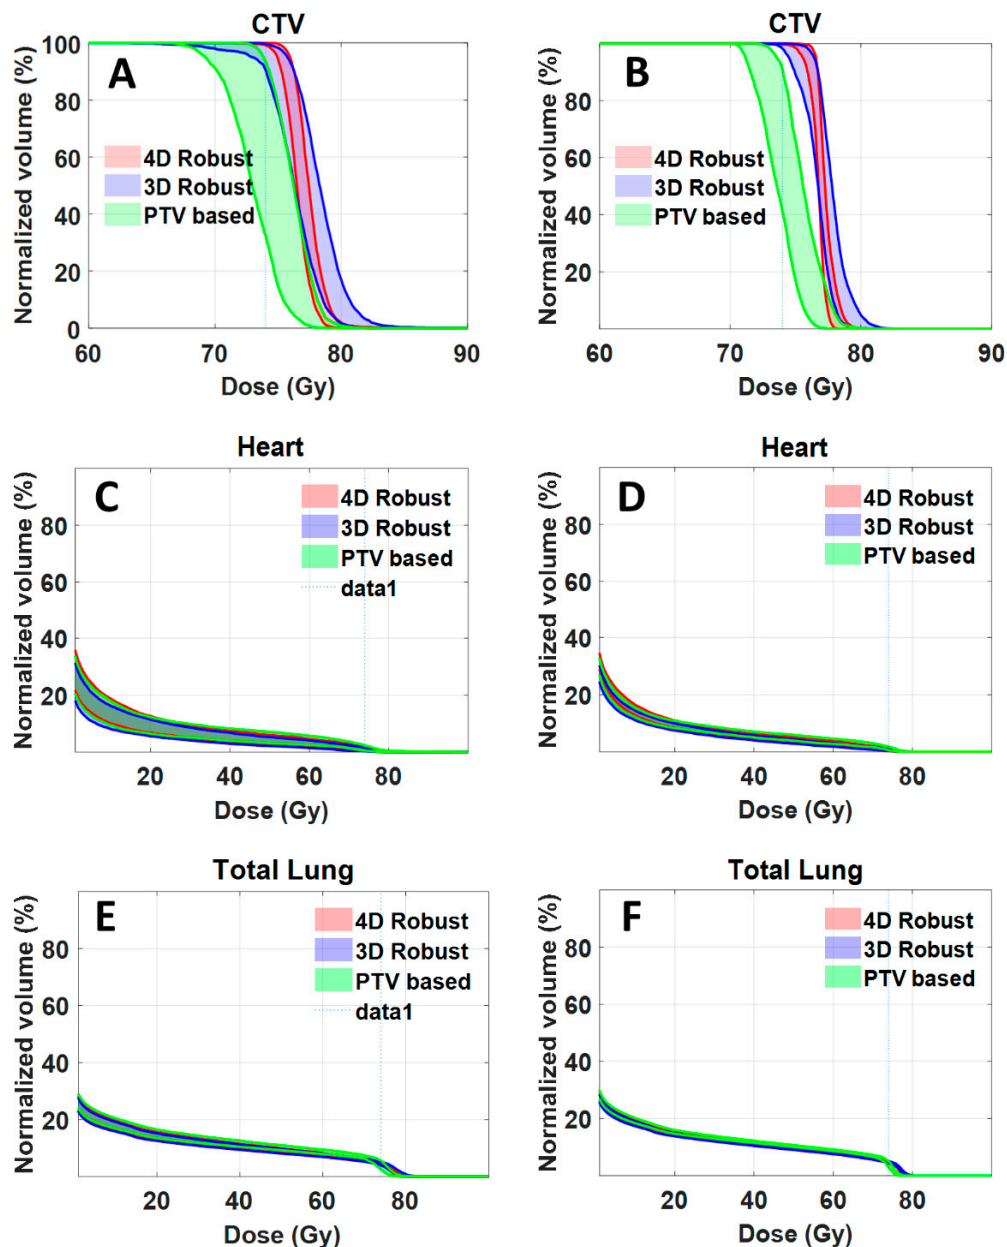 CTV
A
Normalized volume (%)
100
80
60
40
20
0
4D Robust
3D Robust
PTV based
60
70
80
90
Dose (Gy)
CTV
B
Normalized volume (%)
100
80
60
40
20
4D Robust
3D Robust
PTV based
60
70
80
90
Dose (Gy)
Heart
C
Normalized volume (%)
80
60
40
20
4D Robust
3D Robust
PTV based
data1
20
40
60
80
Dose (Gy)
Heart
D
Normalized volume (%)
80
60
40
20
4D Robust
3D Robust
PTV based
20
40
60
80
Dose (Gy)
Total Lung
E
Normalized volume (%)
80
60
40
20
4D Robust
3D Robust
PTV based
data1
20
40
60
80
Dose (Gy)
Total Lung
F
Normalized volume (%)
80
60
40
20
4D Robust
3D Robust
PTV based
20
40
60
80
Dose (Gy)